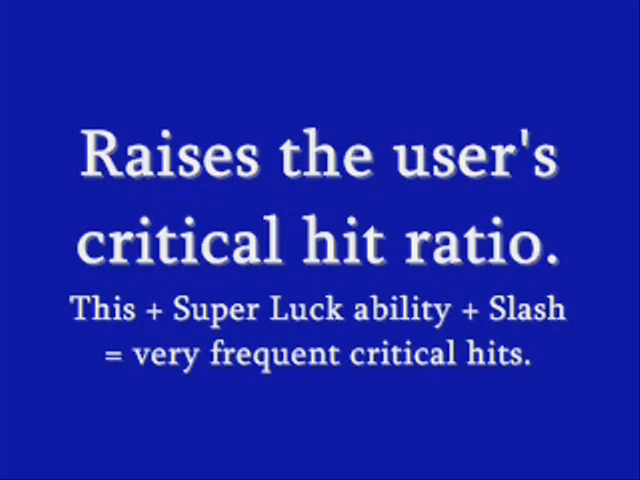 Raises the user's
critical hit ratio.
This + Super Luck ability + Slash
= very frequent critical hits.